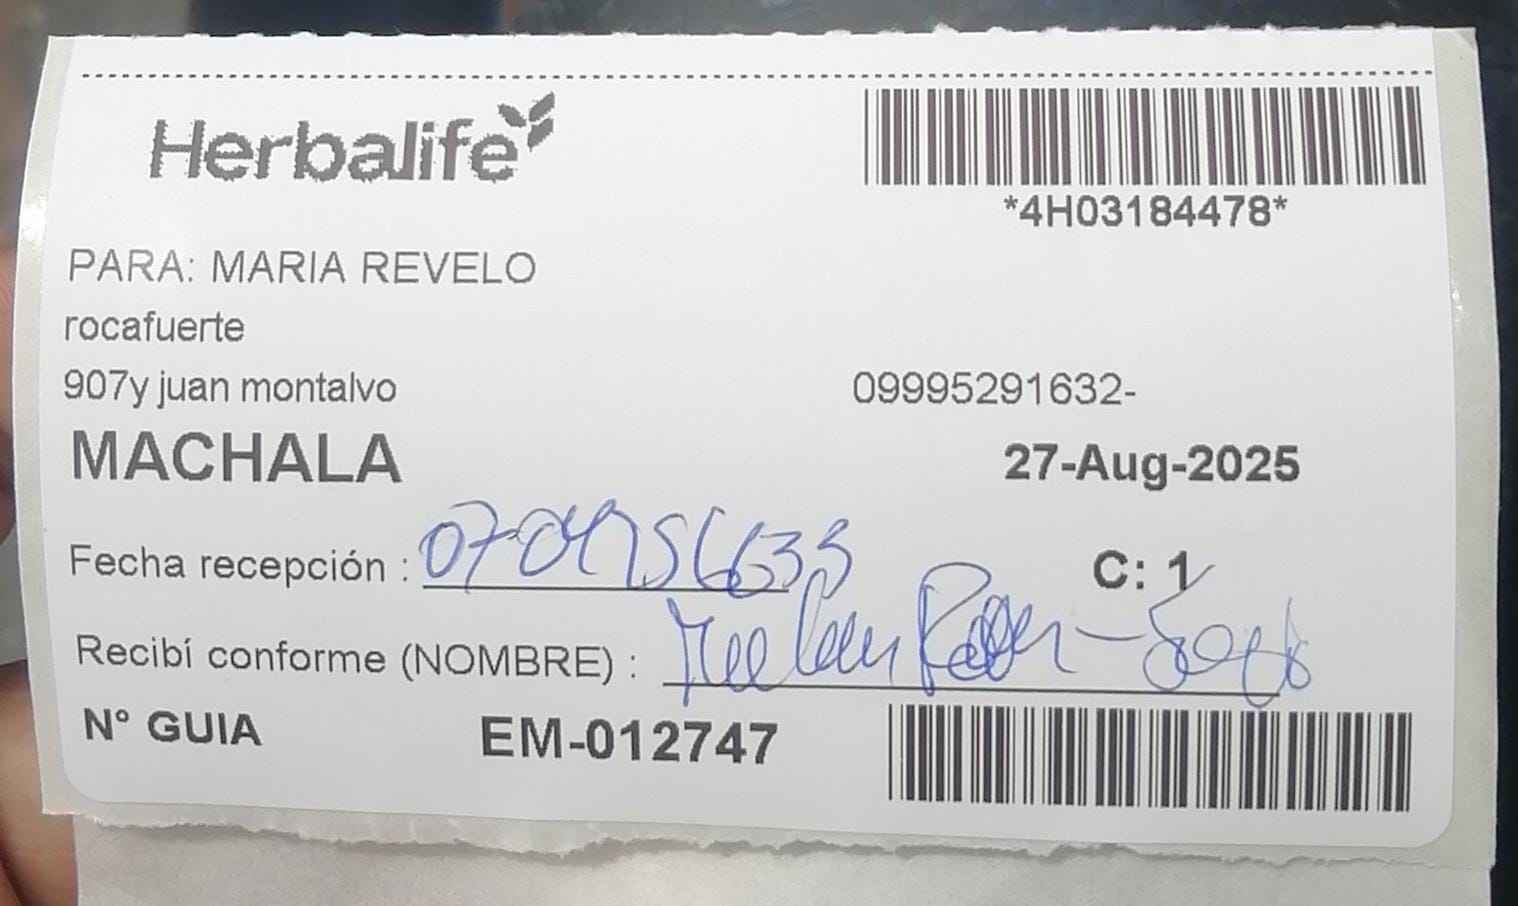 Herbalife
*4H03184478*
PARA: MARIA REVELO
rocafuerte
907y juan montalvo 09995291632-
MACHALA 27-Aug-2025
Fecha recepción : C: 1
Recibí conforme (NOMBRE) :
N° GUIA EM-012747